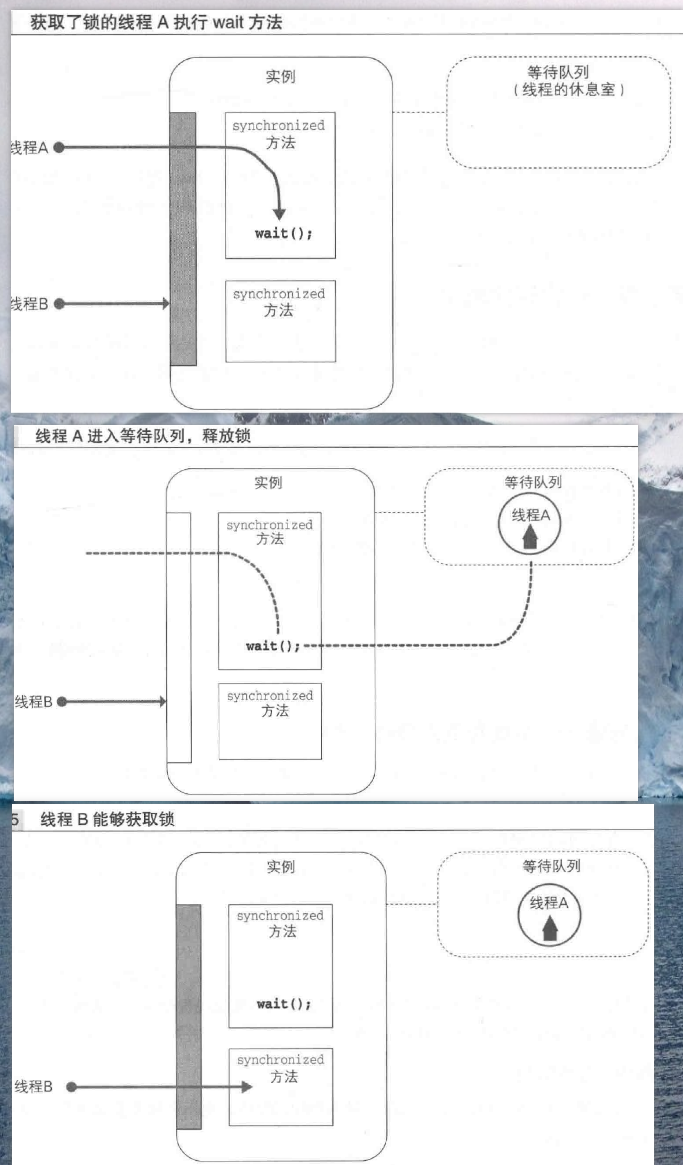 获取了锁的线程 A 执行 wait 方法
实例
等待队列
（线程的休息室）
synchronized
方法
线程A
wait();
线程B
synchronized
方法
线程 A 进入等待队列，释放锁
实例
等待队列
线程A
synchronized
方法
wait();
线程B
synchronized
方法
5 线程 B 能够获取锁
实例
等待队列
线程A
synchronized
方法
wait();
synchronized
方法
线程B